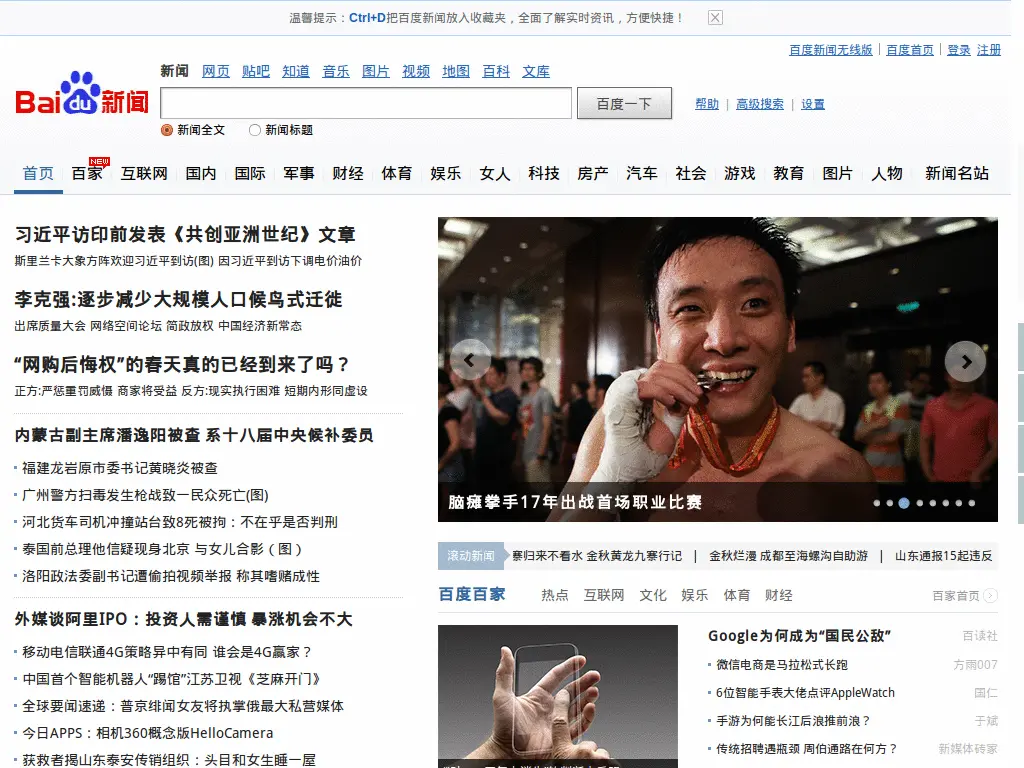 温馨提示：Ctrl+D把百度新闻放入收藏夹，全面了解实时资讯，方便快捷！
百度新闻无线版 | 百度首页 | 登录 注册
Baidu新闻
新闻 网页 贴吧 知道 音乐 图片 视频 地图 百科 文库
百度一下 帮助 | 高级搜索 | 设置
新闻全文 新闻标题
首页 百家 NEW 互联网 国内 国际 军事 财经 体育 娱乐 女人 科技 房产 汽车 社会 游戏 教育 图片 人物 新闻名站
习近平访印前发表《共创亚洲世纪》文章
斯里兰卡大象方阵欢迎习近平到访(图) 因习近平到访下调电价油价
李克强:逐步减少大规模人口候鸟式迁徙
出席质量大会 网络空间论坛 简政放权 中国经济新常态
“网购后悔权”的春天真的已经到来了吗？
正方:严惩重罚威慑 商家将受益 反方:现实执行困难 短期内形同虚设
内蒙古副主席潘逸阳被查 系十八届中央候补委员
福建龙岩原市委书记黄晓炎被查
广州警方扫毒发生枪战致一民众死亡(图)
河北货车司机冲撞站台致8死被拘：不在乎是否判刑
泰国前总理他信疑现身北京 与女儿合影（图）
洛阳政法委副书记遭偷拍视频举报 称其嗜赌成性
外媒谈阿里IPO：投资人需谨慎 暴涨机会不大
移动电信联通4G策略异中有同 谁会是4G赢家？
中国首个智能机器人“踢馆”江苏卫视《芝麻开门》
全球要闻速递：普京绯闻女友将执掌俄最大私营媒体
今日APPS：相机360概念版HelloCamera
获救者揭山东泰安传销组织：头目和女生睡一屋
脑瘫拳手17年出战首场职业比赛
滚动新闻 寨归来不看水 金秋黄龙九寨行记 | 金秋烂漫 成都至海螺沟自助游 | 山东通报15起违反
百度百家 热点 互联网 文化 娱乐 体育 财经 百家首页
Google为何成为“国民公敌” 百读社
微信电商是马拉松式长跑 方雨007
6位智能手表大佬点评AppleWatch 国仁
手游为何能长江后浪推前浪？ 于斌
传统招聘遇瓶颈 周伯通路在何方？ 新媒体砖家